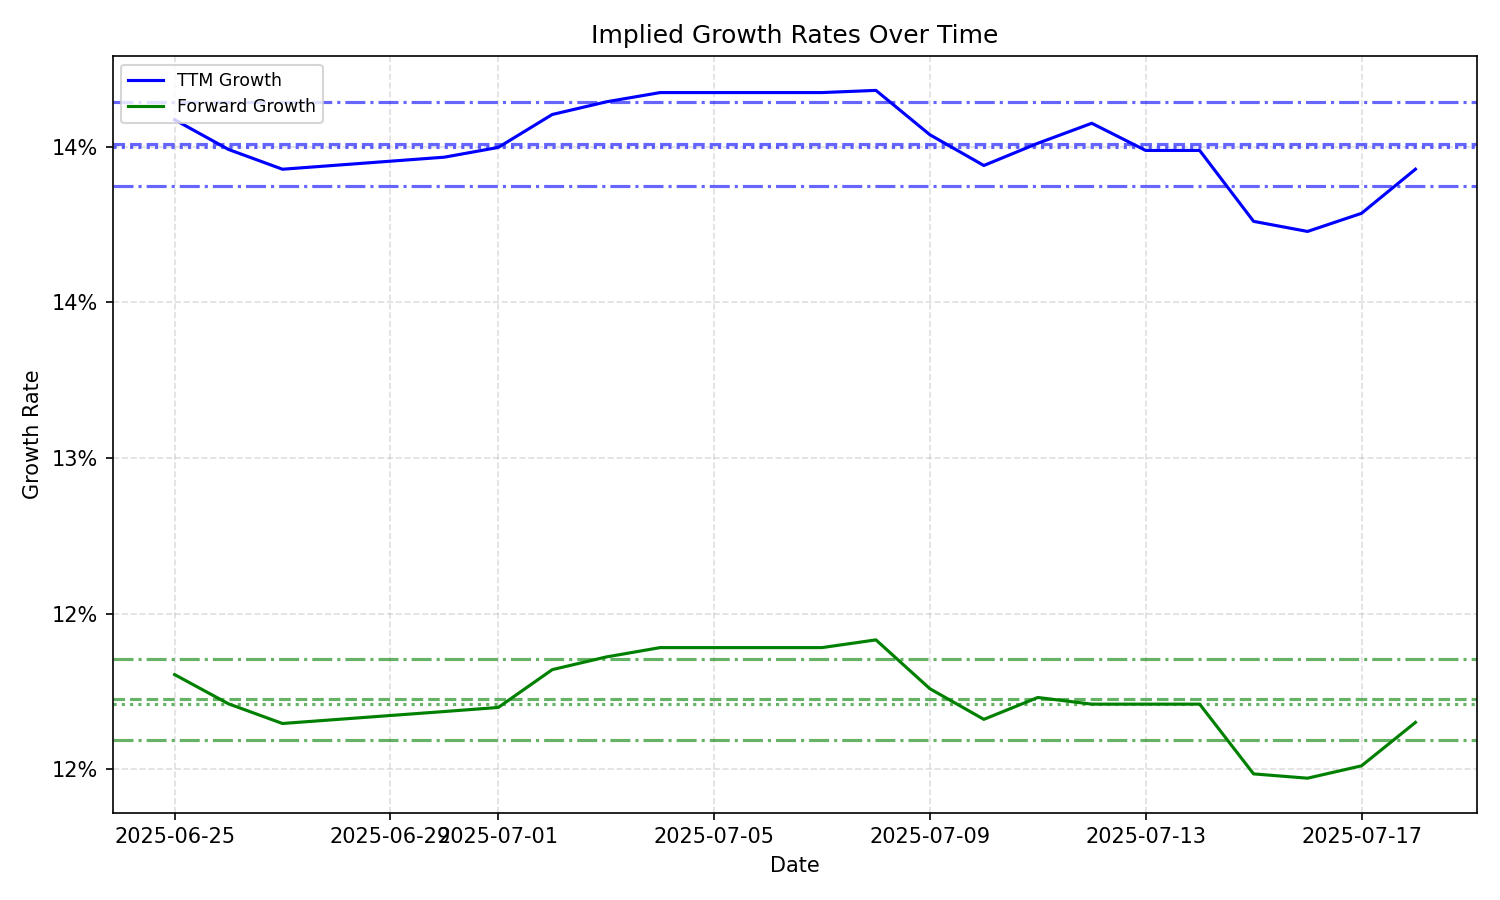 Implied Growth Rates Over Time
TTM Growth
Forward Growth
14%
14%
13%
12%
12%
Growth Rate
2025-06-25
2025-06-29
2025-07-01
2025-07-05
2025-07-09
2025-07-13
2025-07-17
Date